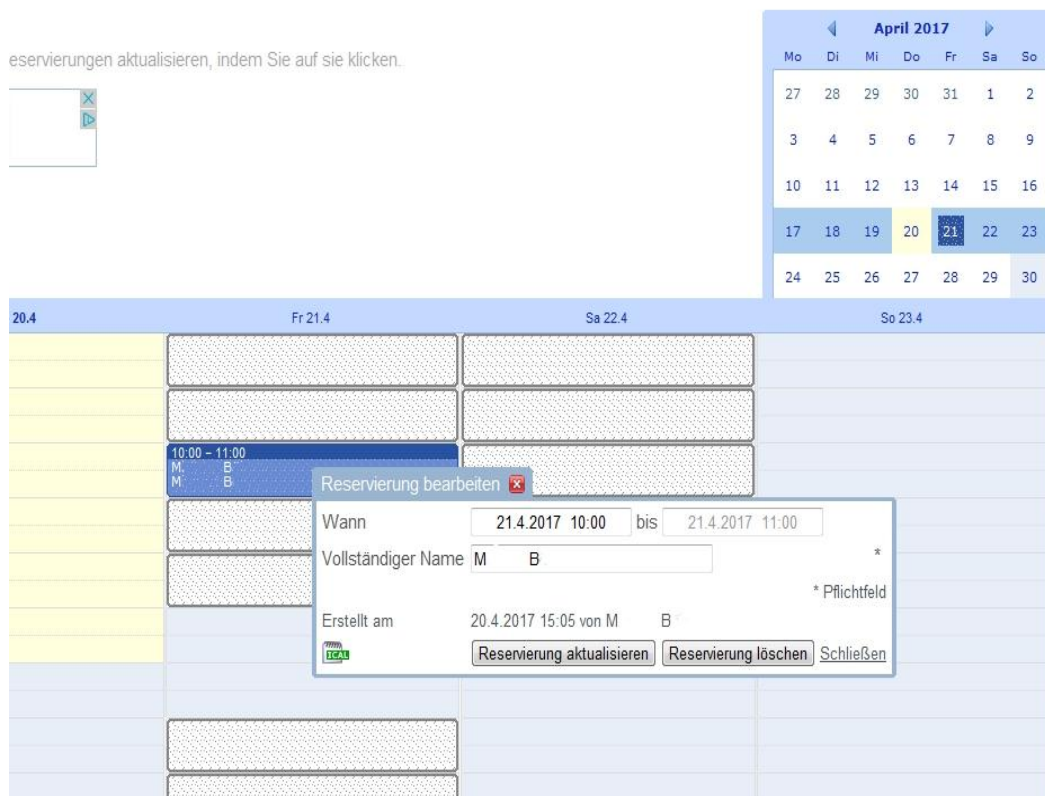 eservierungen aktualisieren, indem Sie auf sie klicken.
April 2017
Mo Di Mi Do Fr Sa So
27 28 29 30 31 1 2
3 4 5 6 7 8 9
10 11 12 13 14 15 16
17 18 19 20 21 22 23
24 25 26 27 28 29 30
20.4 Fr 21.4 Sa 22.4 So 23.4
10:00 – 11:00
M. B
M B
Reservierung bearbeiten
Wann 21.4.2017 10:00 bis 21.4.2017 11:00
Vollständiger Name M B *
* Pflichtfeld
Erstellt am 20.4.2017 15:05 von M B
ICAL Reservierung aktualisieren Reservierung löschen Schließen